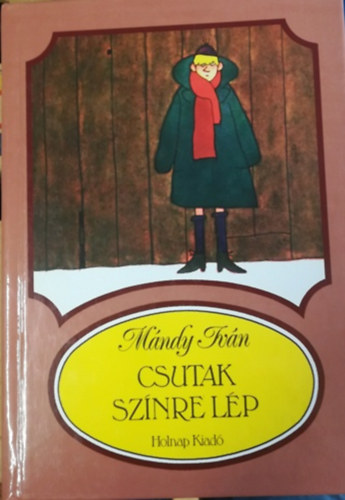 Mándy Iván
CSUTAK
SZÍNRE LÉP
Holnap Kiadó